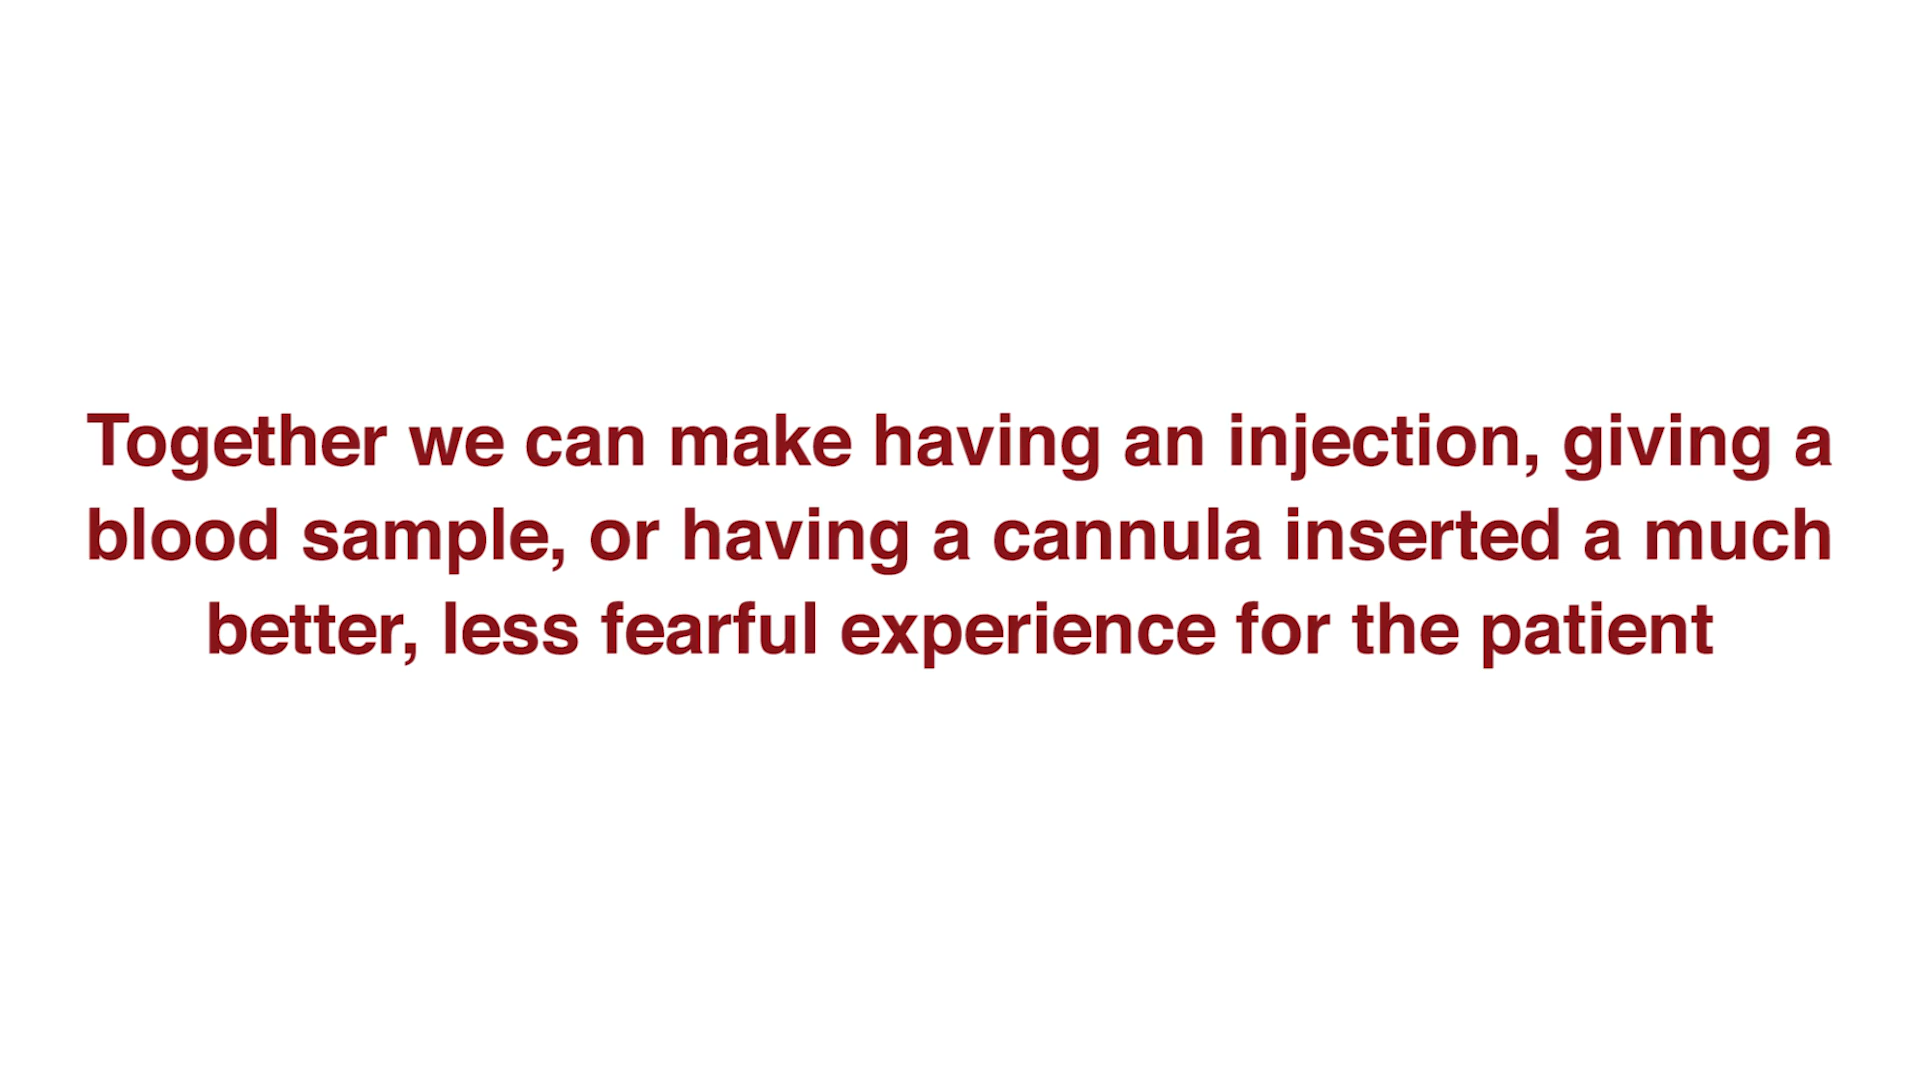 Together we can make having an injection, giving a
blood sample, or having a cannula inserted a much
better, less fearful experience for the patient